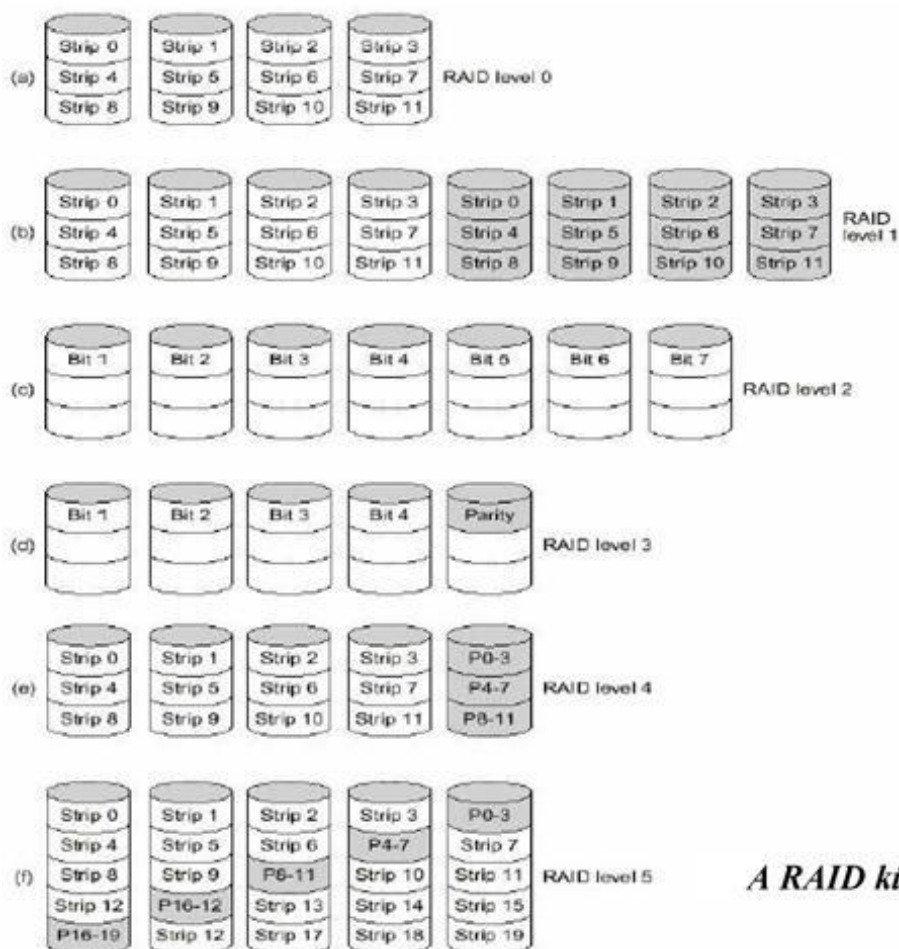 Strip 0 Strip 1 Strip 2 Strip 3
(a) Strip 4 Strip 5 Strip 6 Strip 7 RAID level 0
Strip 8 Strip 9 Strip 10 Strip 11
Strip 0 Strip 1 Strip 2 Strip 3 Strip 0 Strip 1 Strip 2 Strip 3 RAID
(b) Strip 4 Strip 5 Strip 6 Strip 7 Strip 4 Strip 5 Strip 6 Strip 7 level 1
Strip 8 Strip 9 Strip 10 Strip 11 Strip 8 Strip 9 Strip 10 Strip 11
Bit 1 Bit 2 Bit 3 Bit 4 Bit 5 Bit 6 Bit 7
(c) RAID level 2
Bit 1 Bit 2 Bit 3 Bit 4 Parity
(d) RAID level 3
Strip 0 Strip 1 Strip 2 Strip 3 P0-3
(e) Strip 4 Strip 5 Strip 6 Strip 7 P4-7 RAID level 4
Strip 8 Strip 9 Strip 10 Strip 11 P8-11
Strip 0 Strip 1 Strip 2 Strip 3 P0-3
Strip 4 Strip 5 Strip 6 P4-7 Strip 7
(f) Strip 8 Strip 9 P8-11 Strip 10 Strip 11 RAID level 5 A RAID ki
Strip 12 P16-12 Strip 13 Strip 14 Strip 15
P16-19 Strip 12 Strip 17 Strip 18 Strip 19